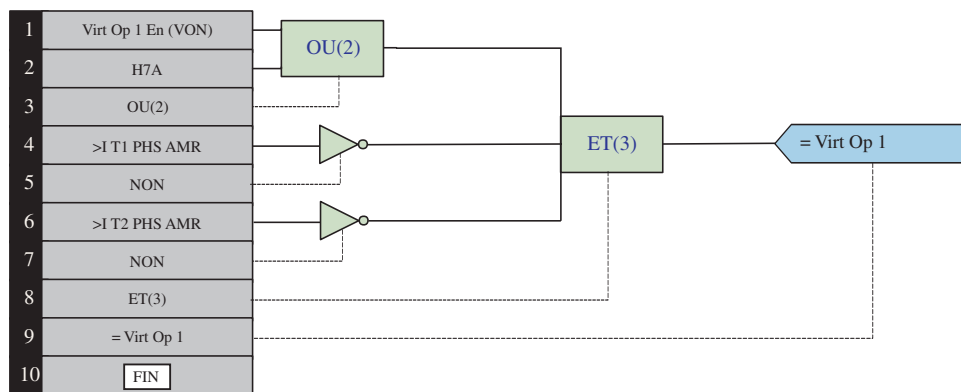 1 Virt Op 1 En (VON)
2 H7A
3 OU(2)
4 >I T1 PHS AMR
5 NON
6 >I T2 PHS AMR
7 NON
8 ET(3)
9 = Virt Op 1
10 FIN
OU(2)
ET(3)
= Virt Op 1